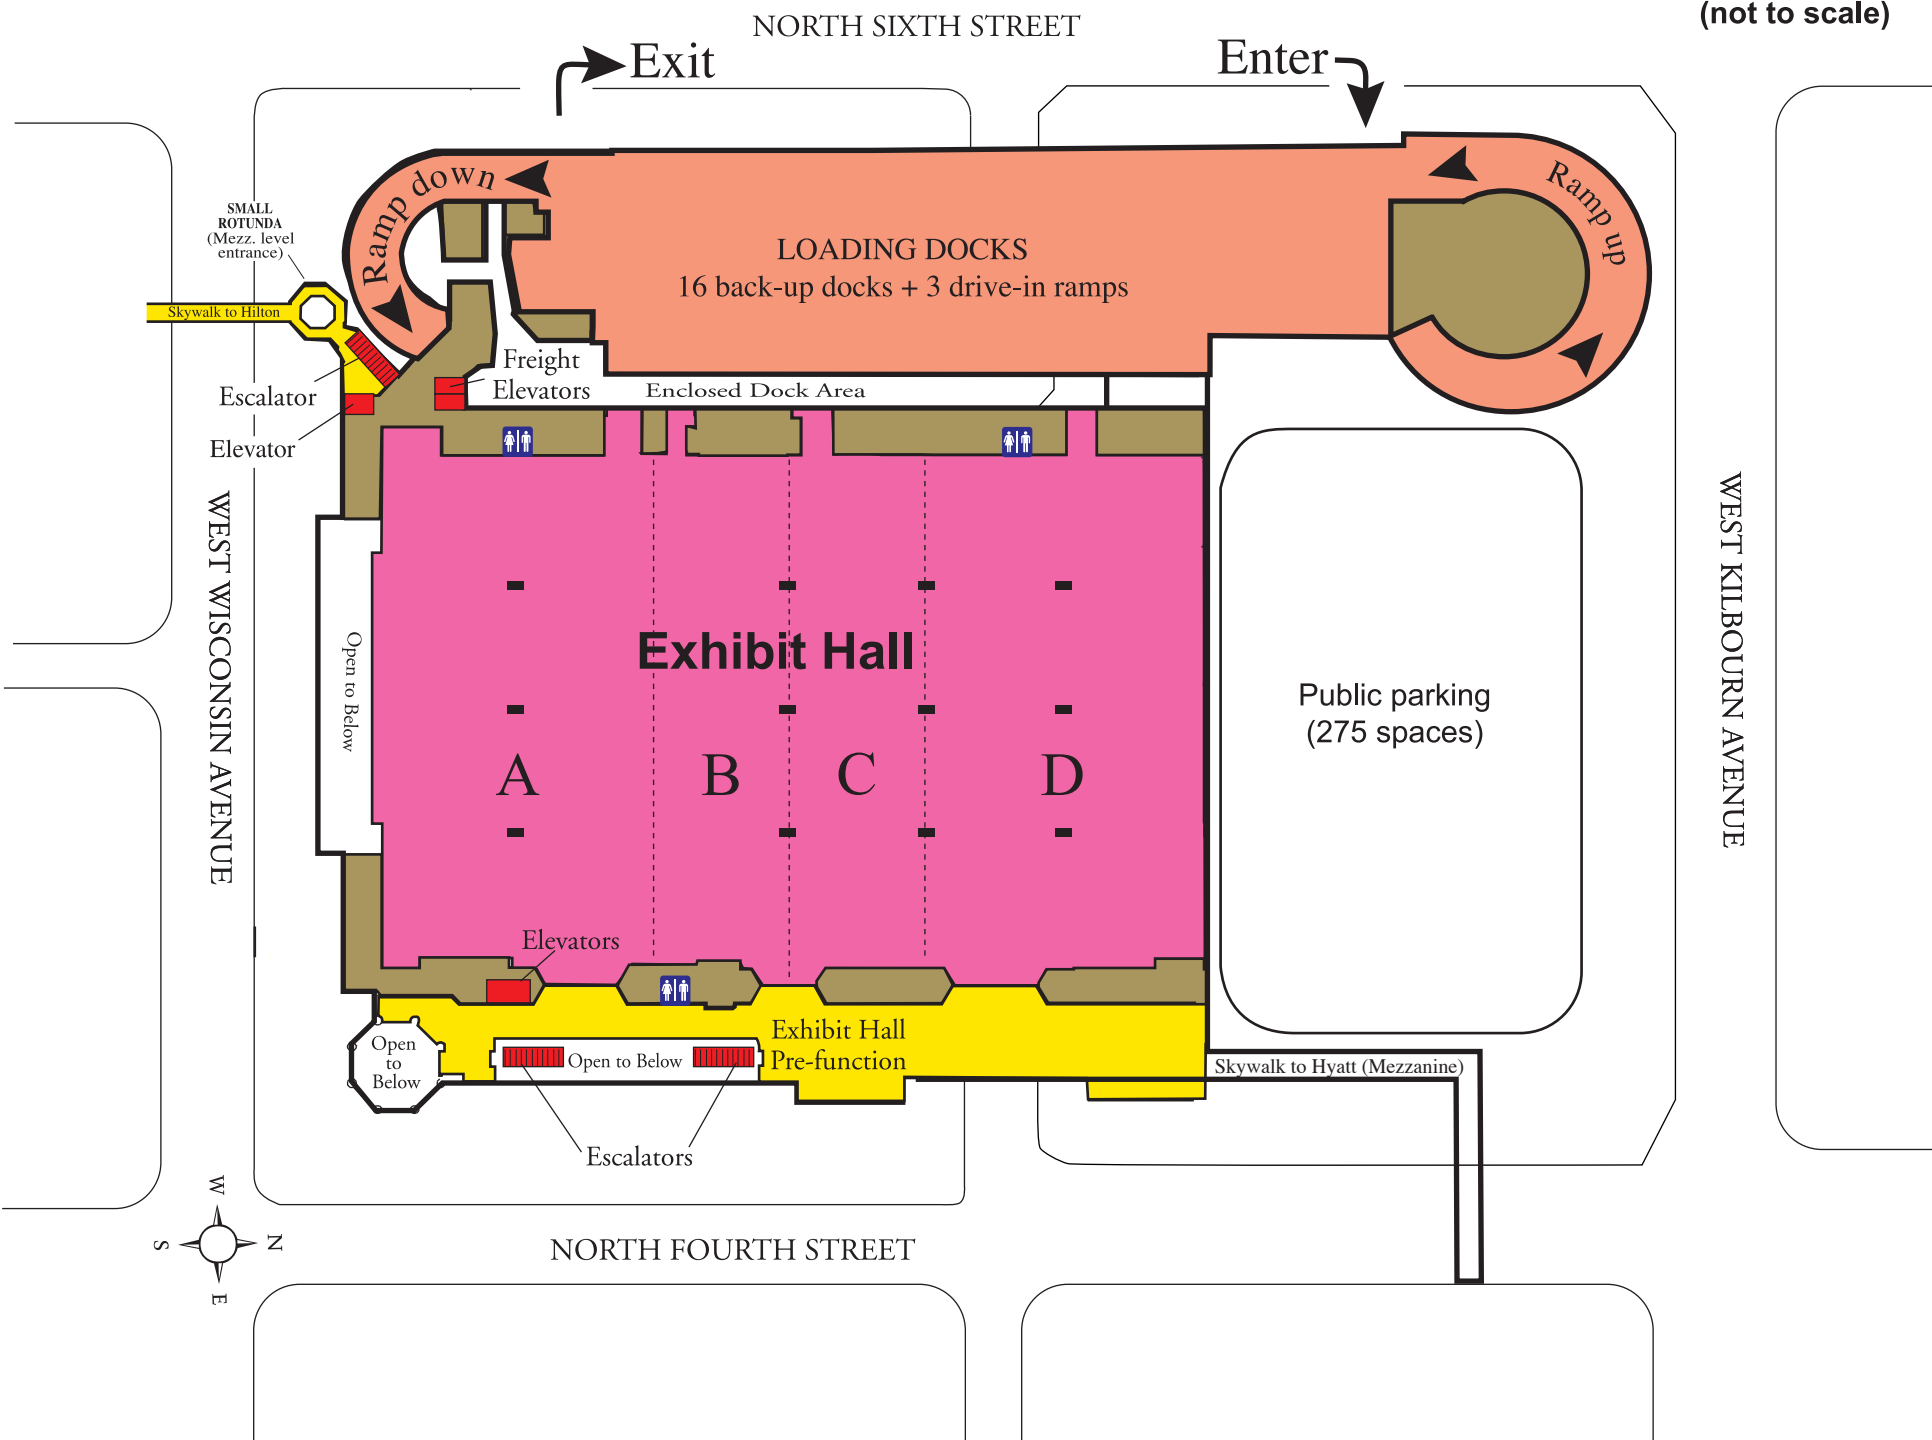 (not to scale)
NORTH SIXTH STREET
Exit
Enter
Ramp down
Ramp up
SMALL
ROTUNDA
(Mezz. level
entrance)
LOADING DOCKS
16 back-up docks + 3 drive-in ramps
Skywalk to Hilton
Freight
Elevators
Enclosed Dock Area
Escalator
Elevator
WEST WISCONSIN AVENUE
WEST KILBOURN AVENUE
Open to Below
Exhibit Hall
Public parking
(275 spaces)
A
B
C
D
Elevators
Exhibit Hall
Pre-function
Open
to
Below
Open to Below
Skywalk to Hyatt (Mezzanine)
Escalators
W
S
N
E
NORTH FOURTH STREET